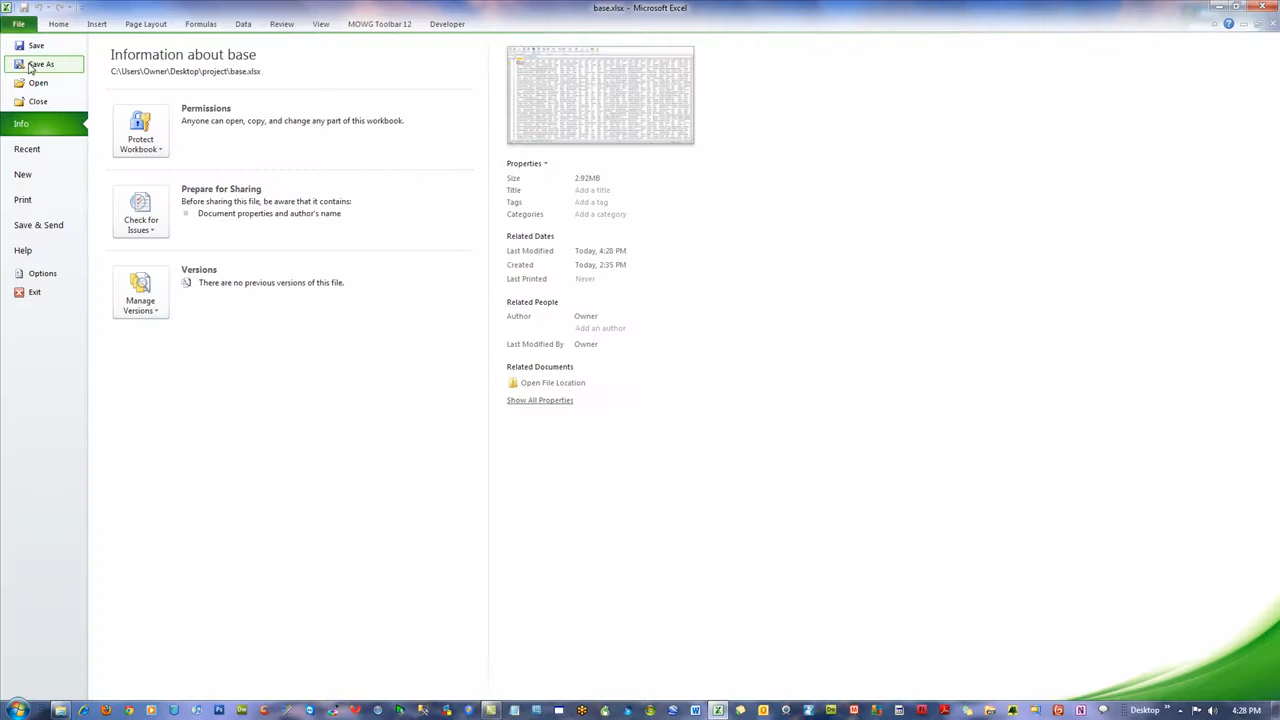 base.xlsx - Microsoft Excel
File Home Insert Page Layout Formulas Data Review View MOWG Toolbar 12 Developer
Save
Save As
Open
Close
Info
Recent
New
Print
Save & Send
Help
Options
Exit
Information about base
C:\Users\Owner\Desktop\project\base.xlsx
Protect
Workbook
Permissions
Anyone can open, copy, and change any part of this workbook.
Check for
Issues
Prepare for Sharing
Before sharing this file, be aware that it contains:
Document properties and author's name
Manage
Versions
Versions
There are no previous versions of this file.
Properties
Size 2.92MB
Title Add a title
Tags Add a tag
Categories Add a category
Related Dates
Last Modified Today, 4:28 PM
Created Today, 2:35 PM
Last Printed Never
Related People
Author Owner
Add an author
Last Modified By Owner
Related Documents
Open File Location
Show All Properties
Desktop » 4:28 PM